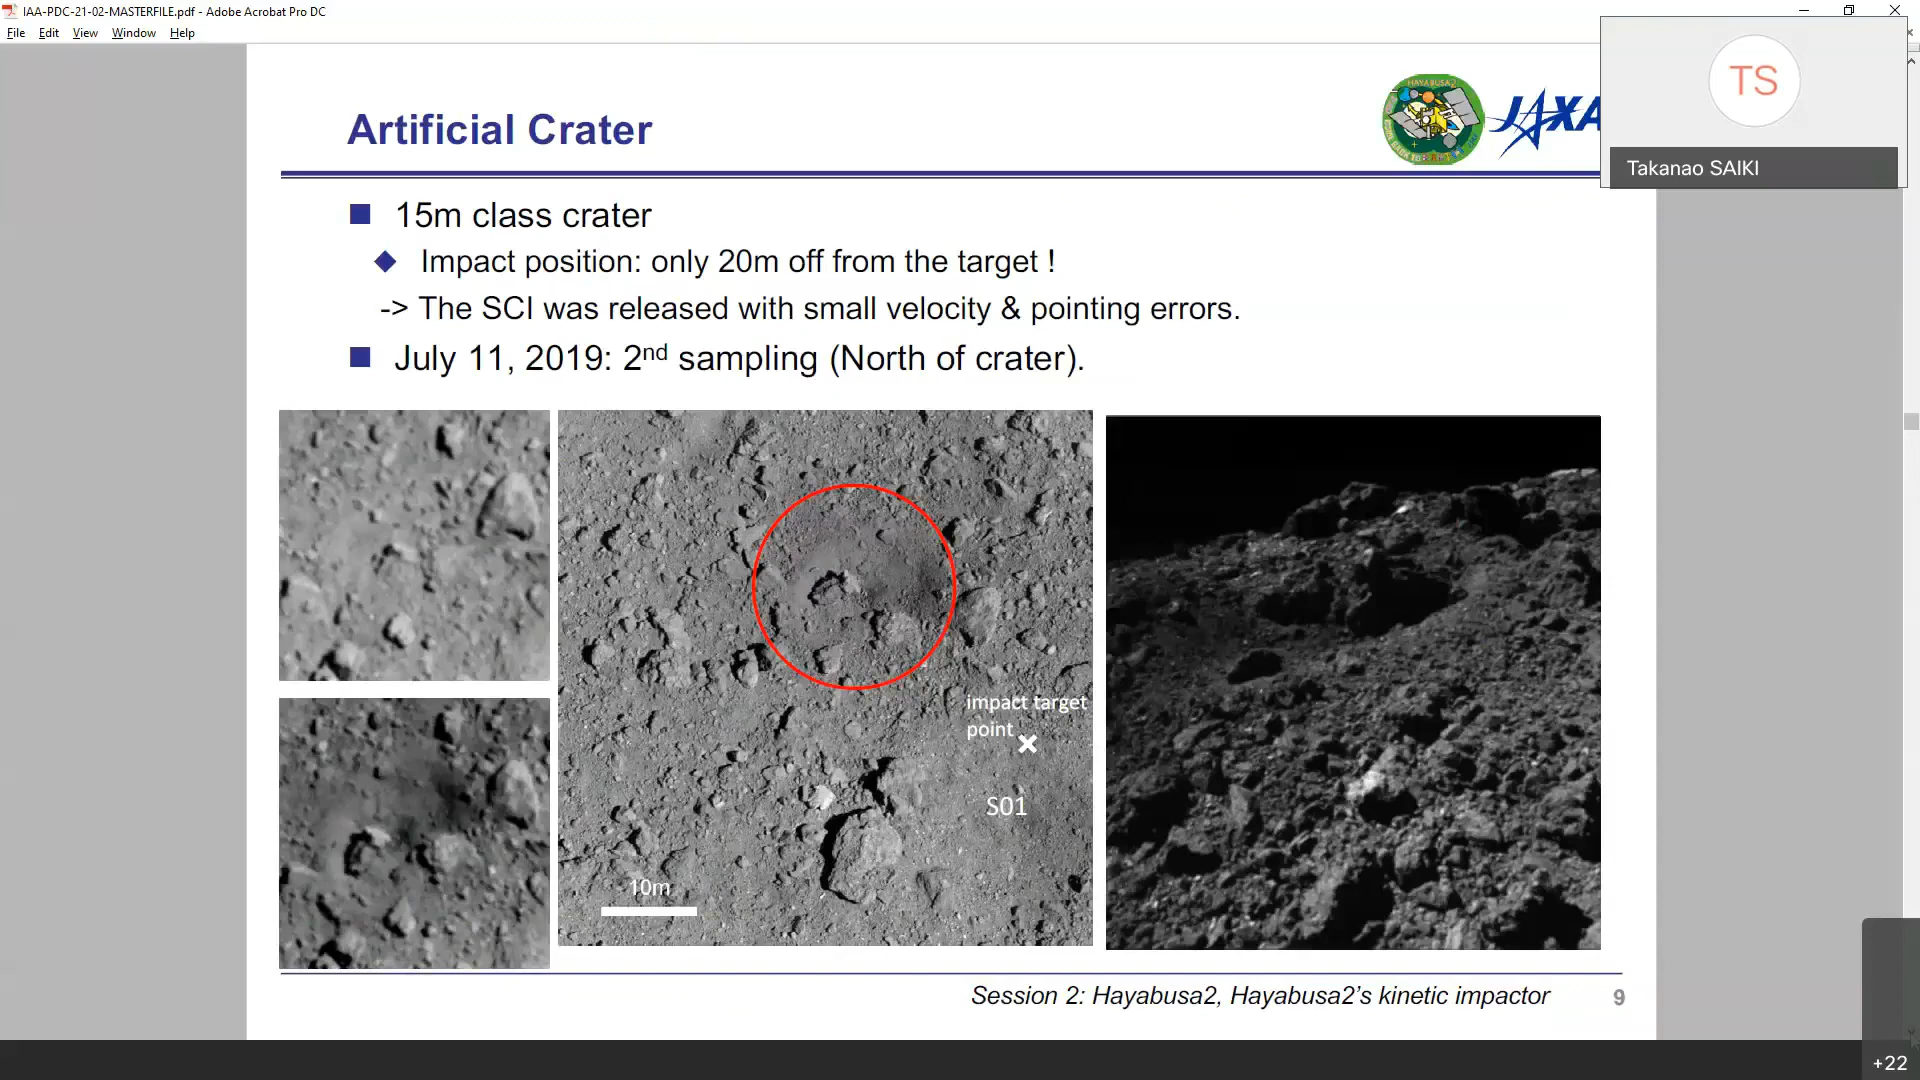 IAA-PDC-21-02-MASTERFILE.pdf - Adobe Acrobat Pro DC
File Edit View Window Help
TS
Takanao SAIKI
HAYABUSA2
JAXA
Artificial Crater
15m class crater
Impact position: only 20m off from the target !
-> The SCI was released with small velocity & pointing errors.
July 11, 2019: 2nd sampling (North of crater).
impact target
point
S01
10m
Session 2: Hayabusa2, Hayabusa2's kinetic impactor
9
+22